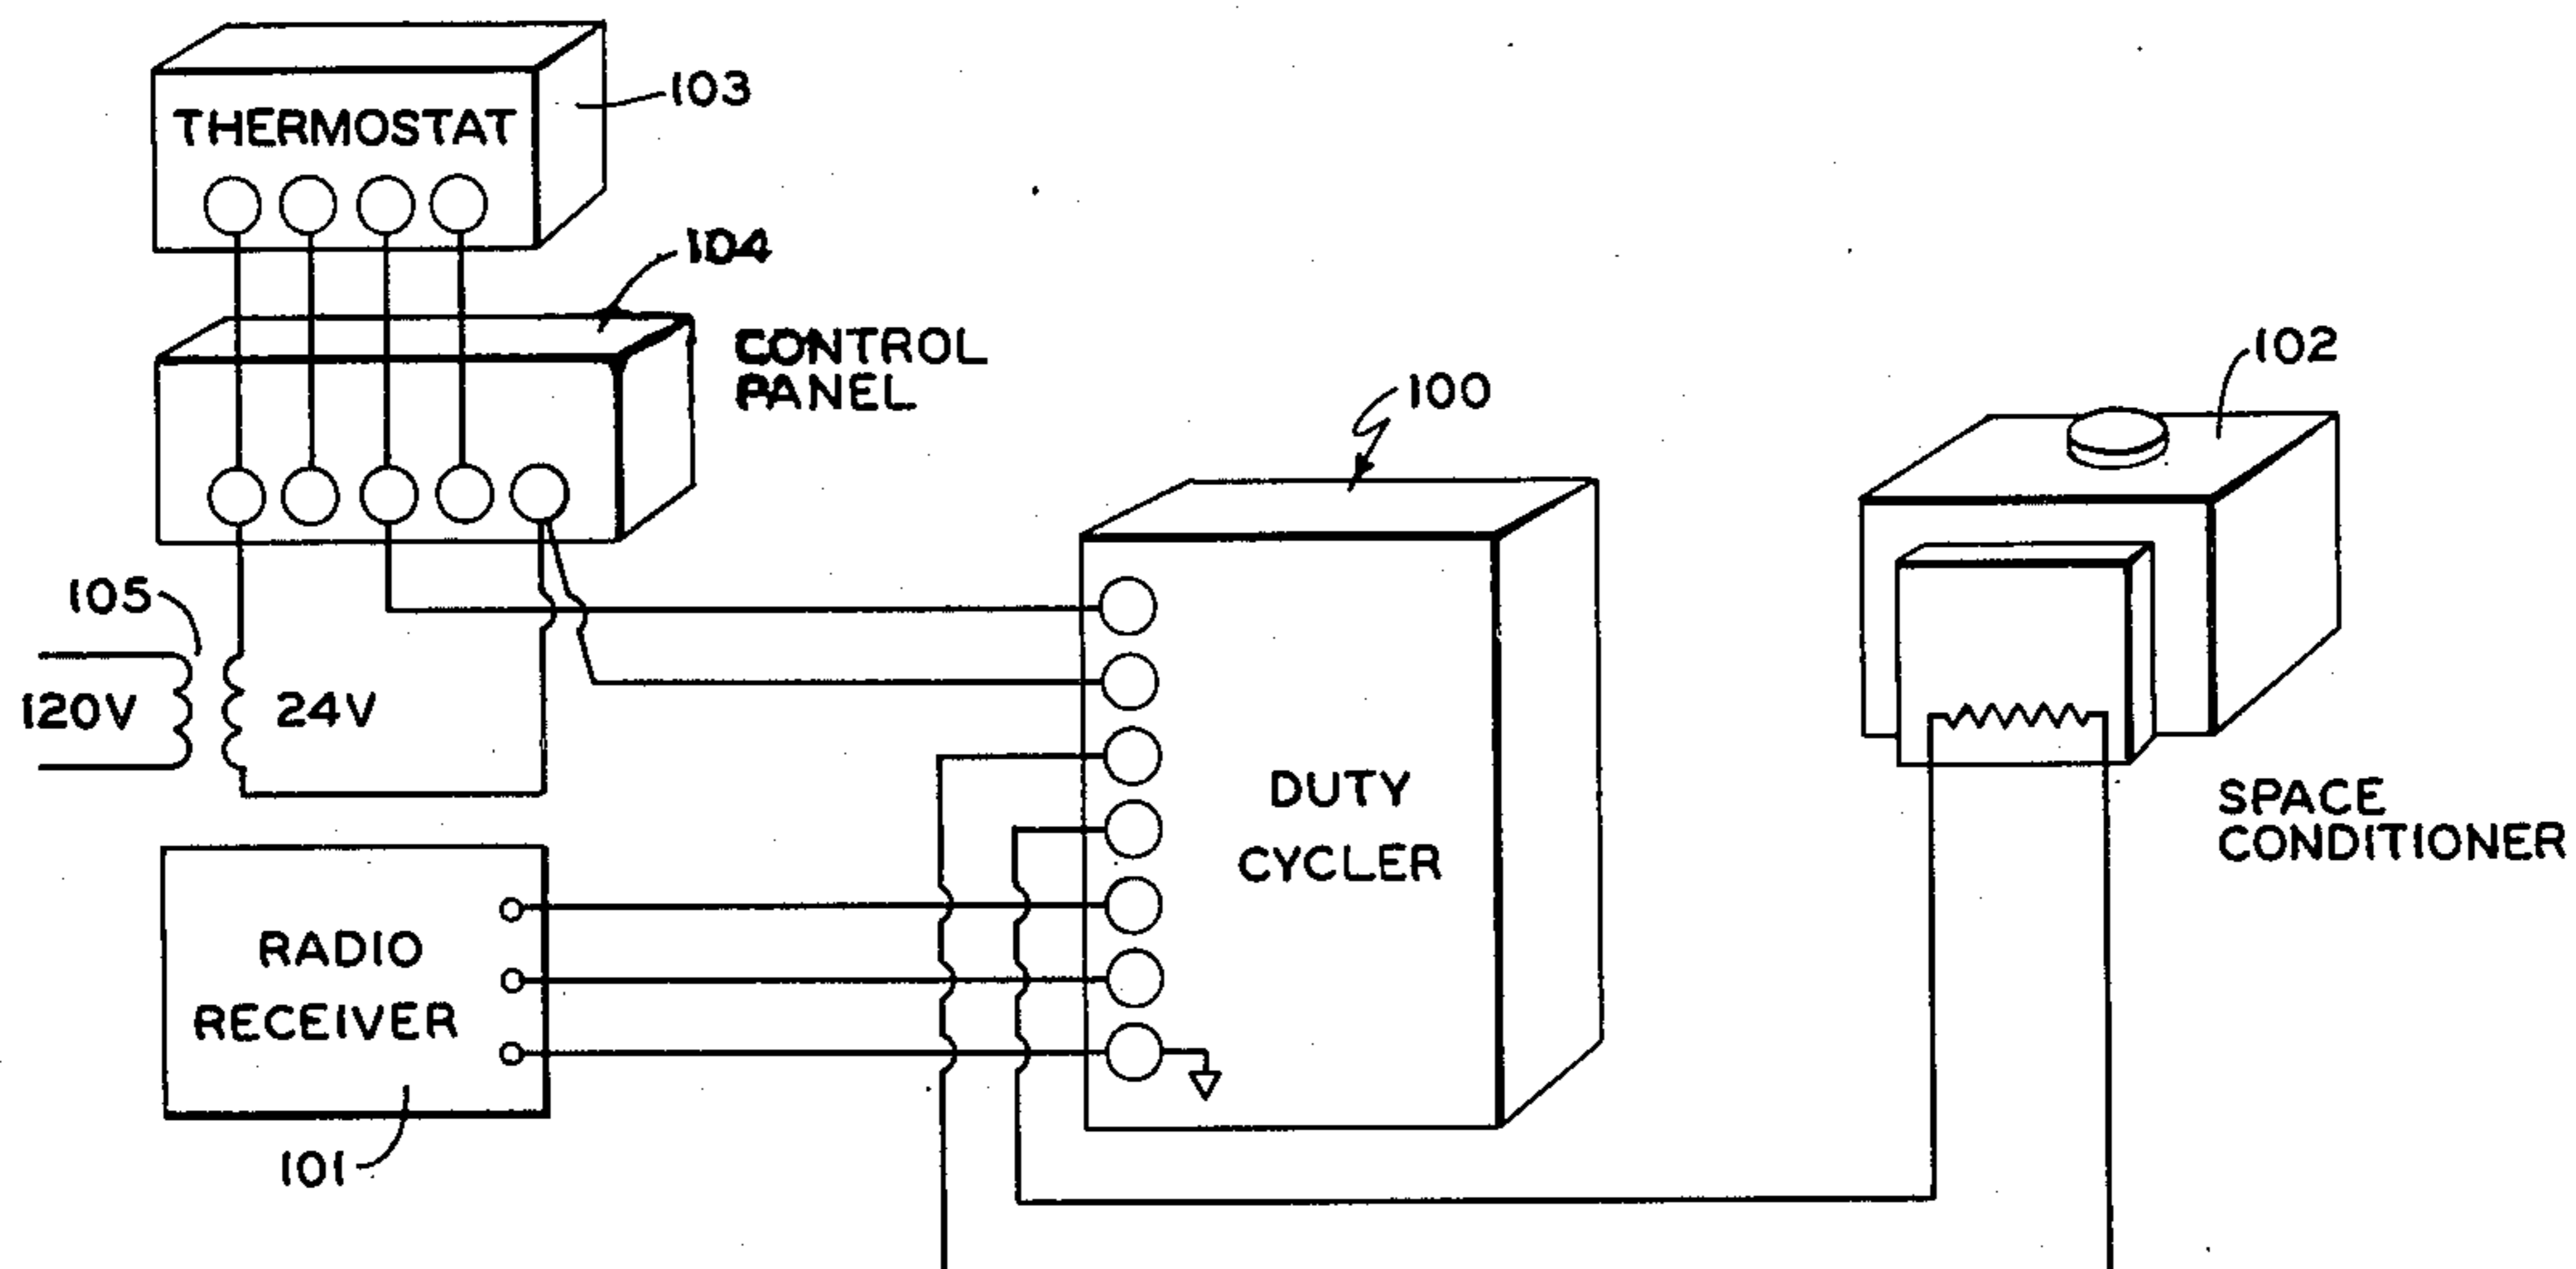 THERMOSTAT
103
104
CONTROL
PANEL
100
102
105
120V
24V
DUTY
CYCLER
SPACE
CONDITIONER
RADIO
RECEIVER
101